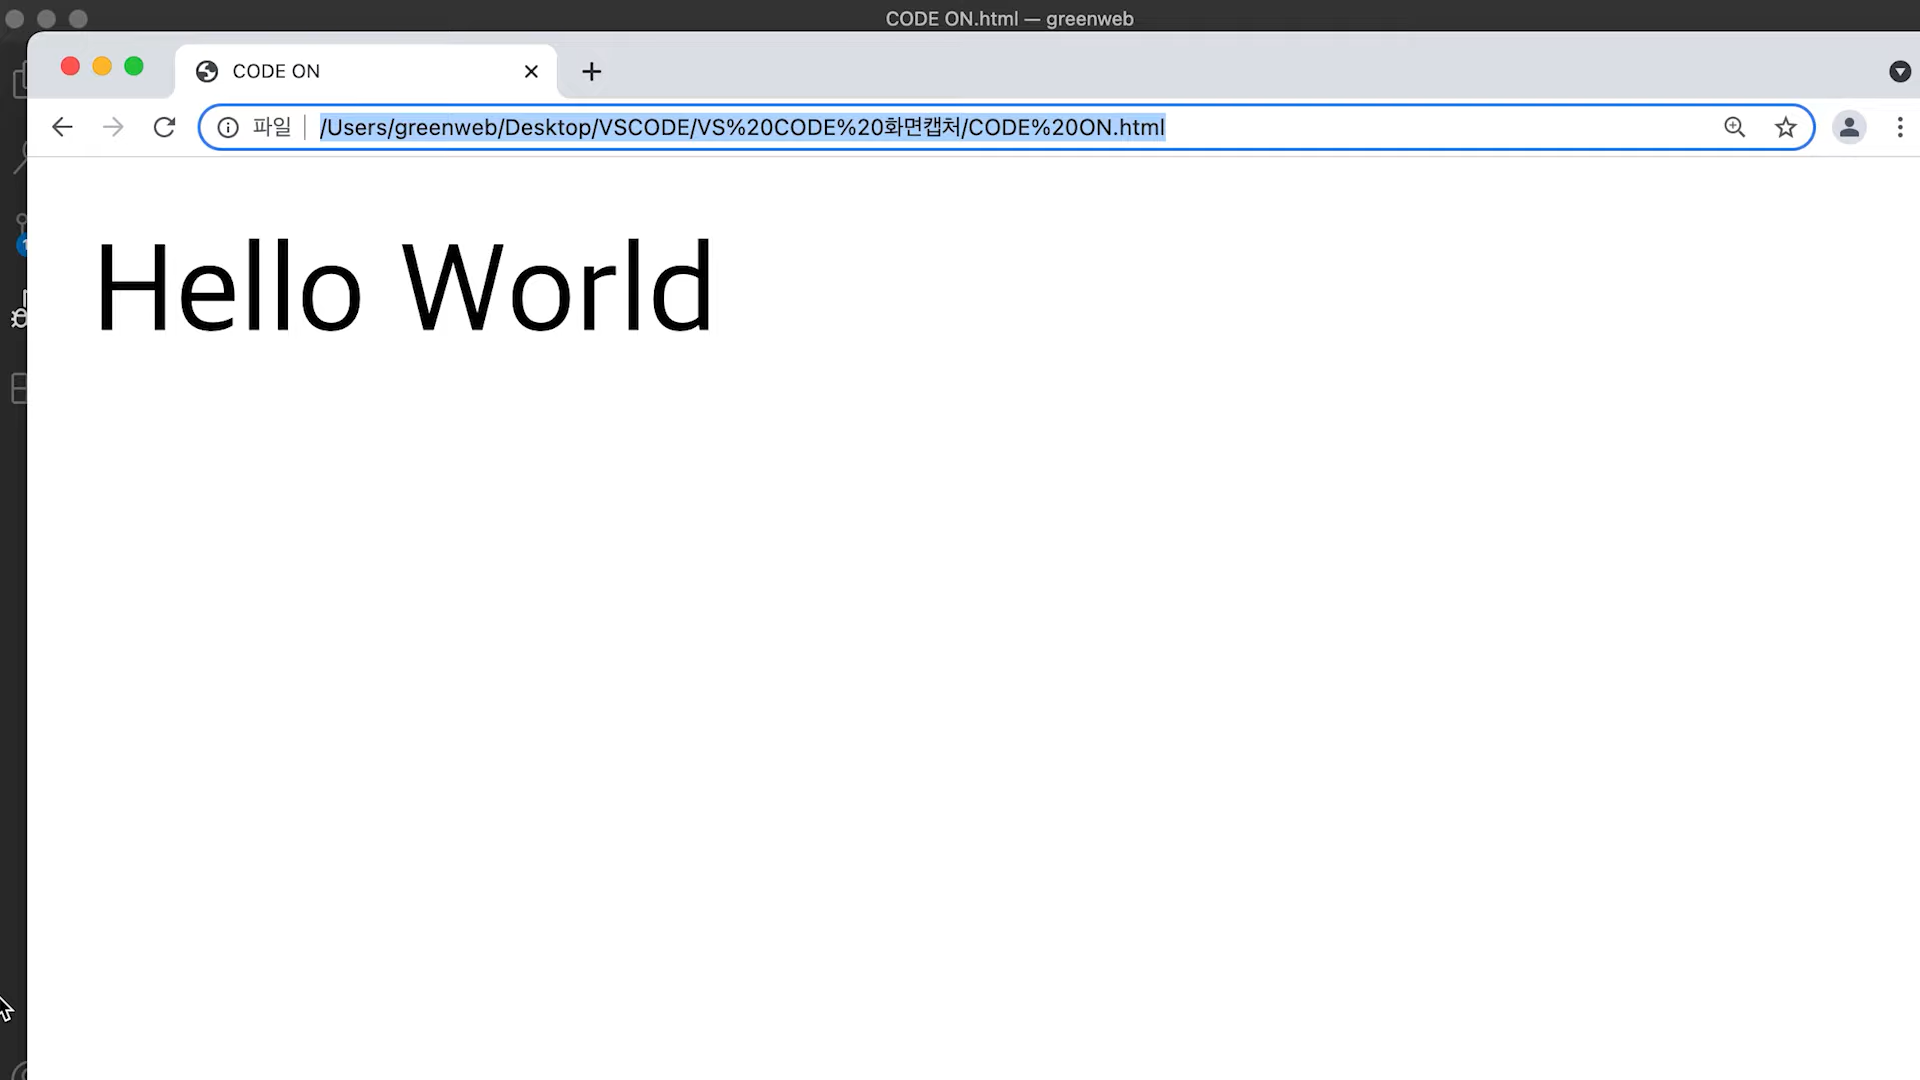 CODE ON.html — greenweb
CODE ON
파일 /Users/greenweb/Desktop/VSCODE/VS%20CODE%20화면캡처/CODE%20ON.html
Hello World